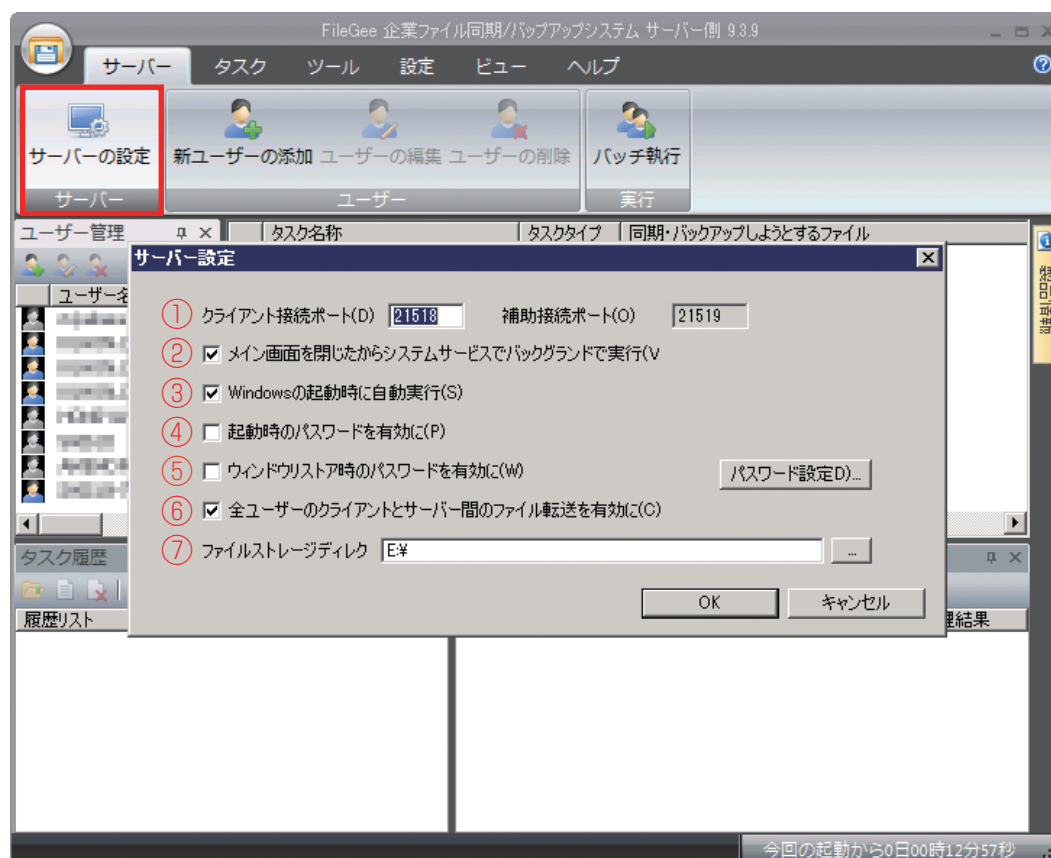 FileGee 企業ファイル同期/バップアップシステム サーバー側 9.3.9
サーバー タスク ツール 設定 ビュー ヘルプ
サーバーの設定 新ユーザーの添加 ユーザーの編集 ユーザーの削除 バッチ執行
サーバー ユーザー 実行
ユーザー管理 タスク名称 タスクタイプ 同期・バックアップしようとするファイル
サーバー設定
ユーザー名
① クライアント接続ポート(D) 21518 補助接続ポート(O) 21519
② メイン画面を閉じたからシステムサービスでバックグランドで実行(V
③ Windowsの起動時に自動実行(S)
④ 起動時のパスワードを有効に(P)
⑤ ウィンドウリストア時のパスワードを有効に(W) パスワード設定D)...
⑥ 全ユーザーのクライアントとサーバー間のファイル転送を有効に(C)
⑦ ファイルストレージディレク E:¥ ...
タスク履歴
OK キャンセル
履歴リスト 理結果
今回の起動から0日00時12分57秒